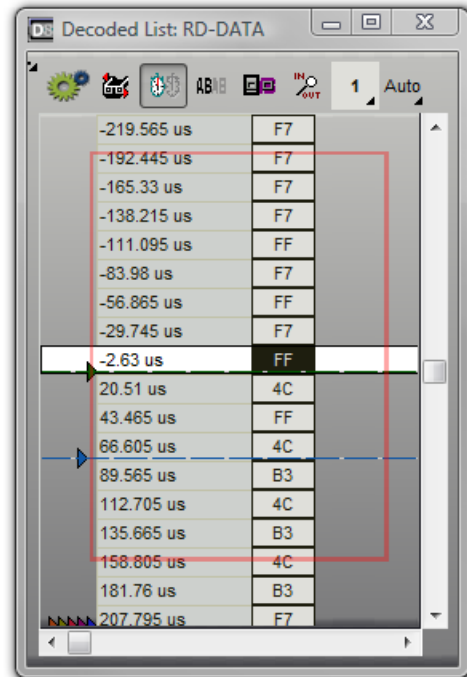 DS Decoded List: RD-DATA
ABAB IN OUT 1 Auto
-219.565 us F7
-192.445 us F7
-165.33 us F7
-138.215 us F7
-111.095 us FF
-83.98 us F7
-56.865 us FF
-29.745 us F7
-2.63 us FF
20.51 us 4C
43.465 us FF
66.605 us 4C
89.565 us B3
112.705 us 4C
135.665 us B3
158.805 us 4C
181.76 us B3
207.795 us F7